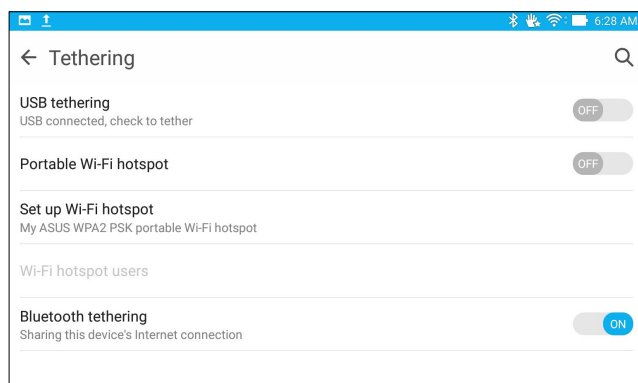 6:28 AM
Tethering
USB tethering
USB connected, check to tether
OFF
Portable Wi-Fi hotspot
OFF
Set up Wi-Fi hotspot
My ASUS WPA2 PSK portable Wi-Fi hotspot
Wi-Fi hotspot users
Bluetooth tethering
Sharing this device's Internet connection
ON